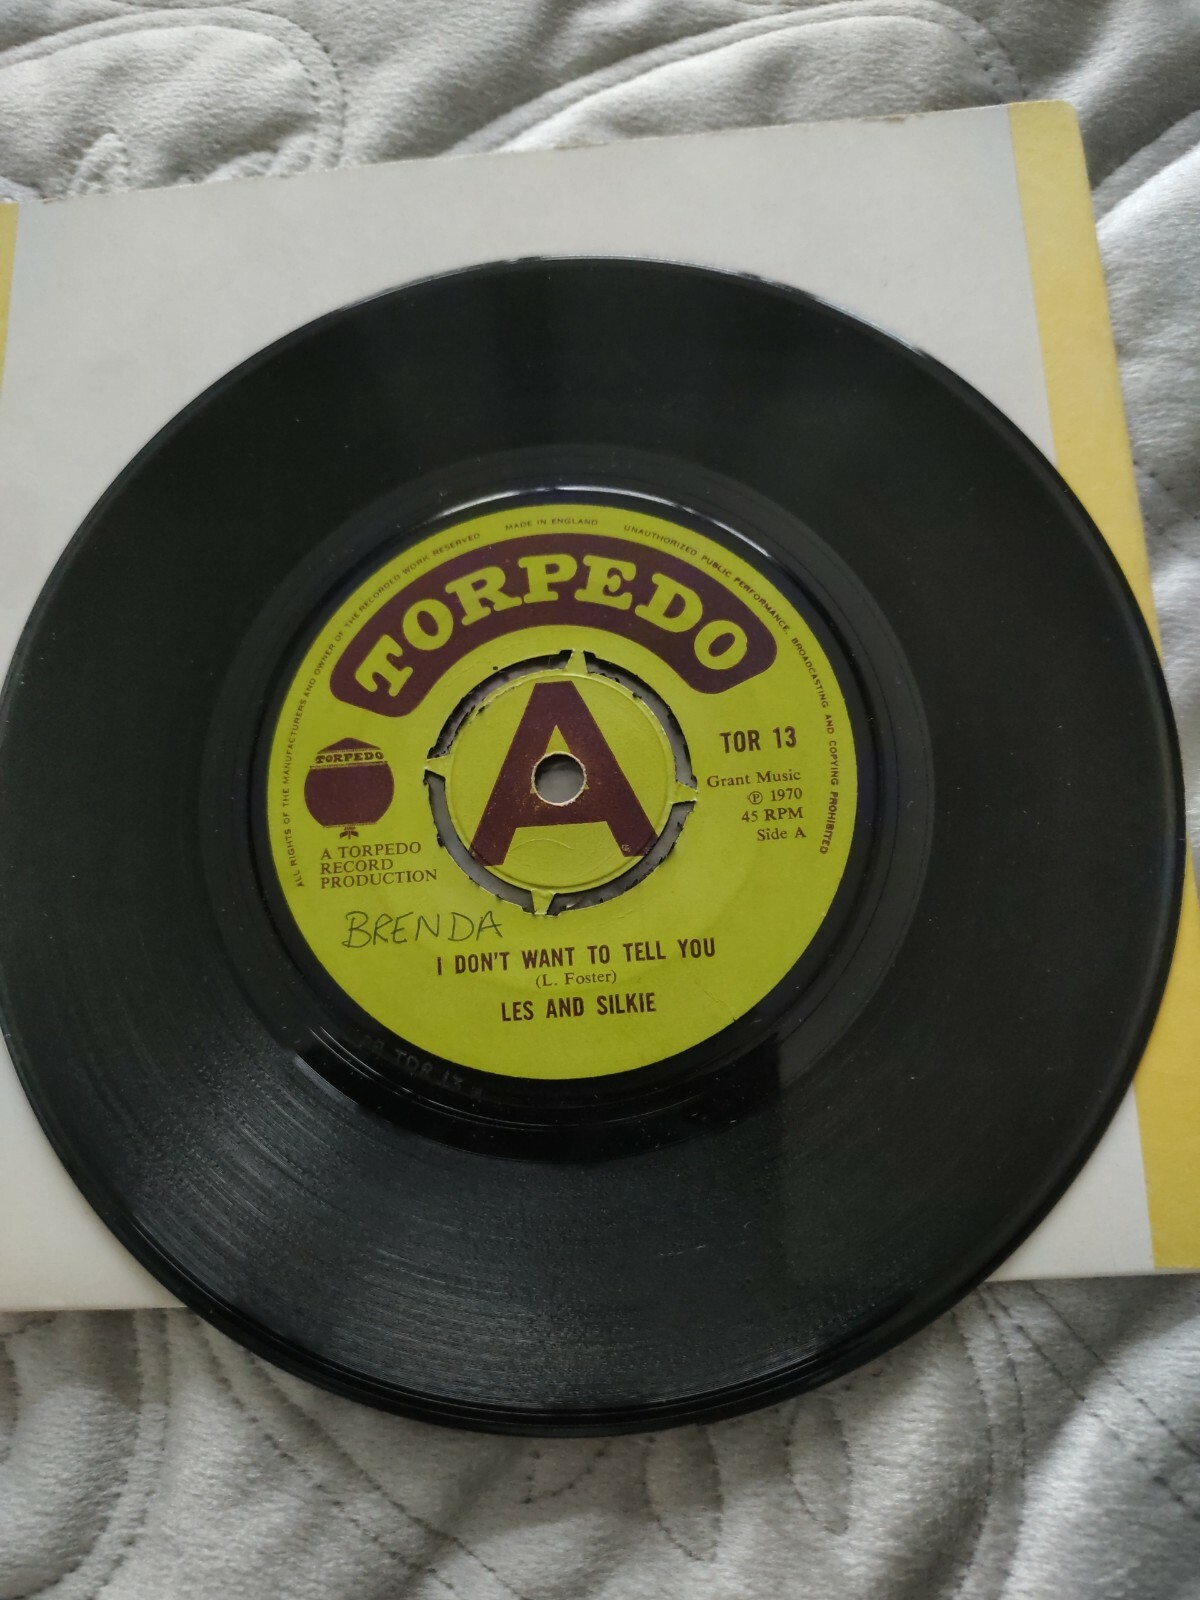 ALL RIGHTS OF THE MANUFACTURERS AND OWNER OF THE RECORDED WORK RESERVED
MADE IN ENGLAND
UNAUTHORIZED PUBLIC PERFORMANCE, BROADCASTING AND COPYING PROHIBITED
TORPEDO
A
TORPEDO
A TORPEDO
RECORD
PRODUCTION
TOR 13
Grant Music
℗ 1970
45 RPM
Side A
BRENDA
I DON'T WANT TO TELL YOU
(L. Foster)
LES AND SILKIE
TOR 13